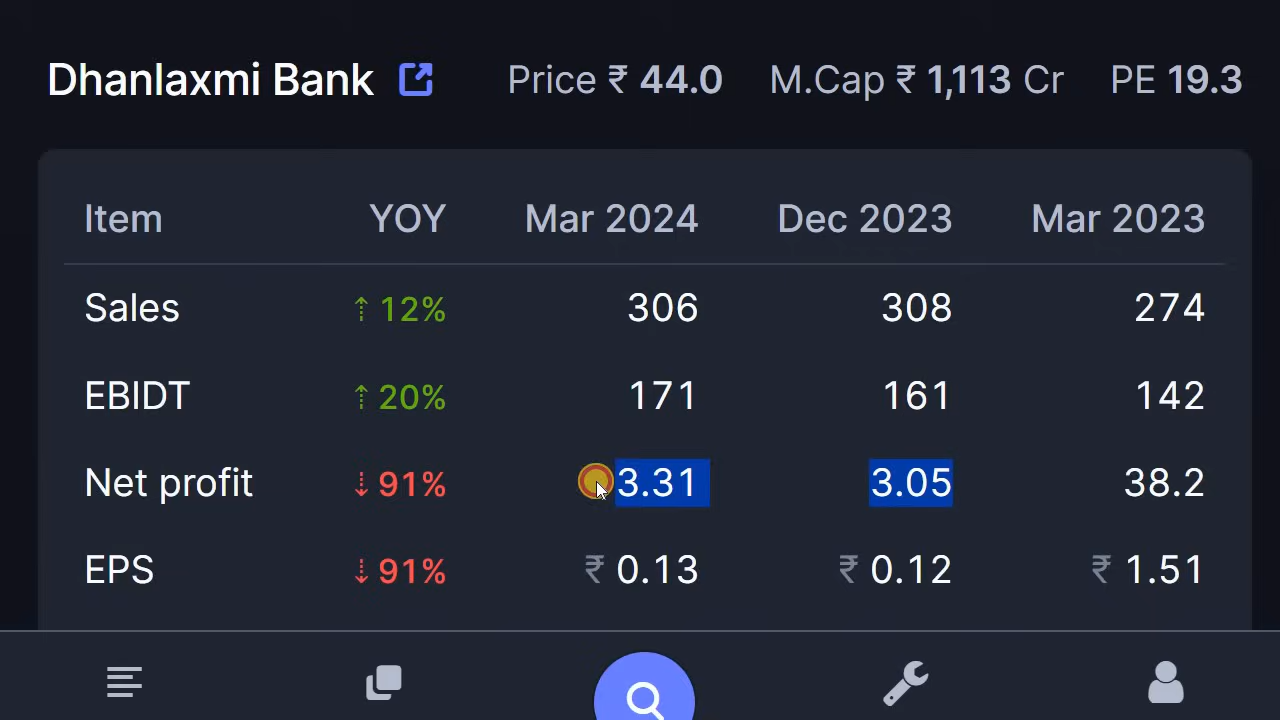 Dhanlaxmi Bank Price ₹ 44.0 M.Cap ₹ 1,113 Cr PE 19.3
Item YOY Mar 2024 Dec 2023 Mar 2023
Sales ⇡ 12% 306 308 274
EBIDT ⇡ 20% 171 161 142
Net profit ⇣ 91% 3.31 3.05 38.2
EPS ⇣ 91% ₹ 0.13 ₹ 0.12 ₹ 1.51